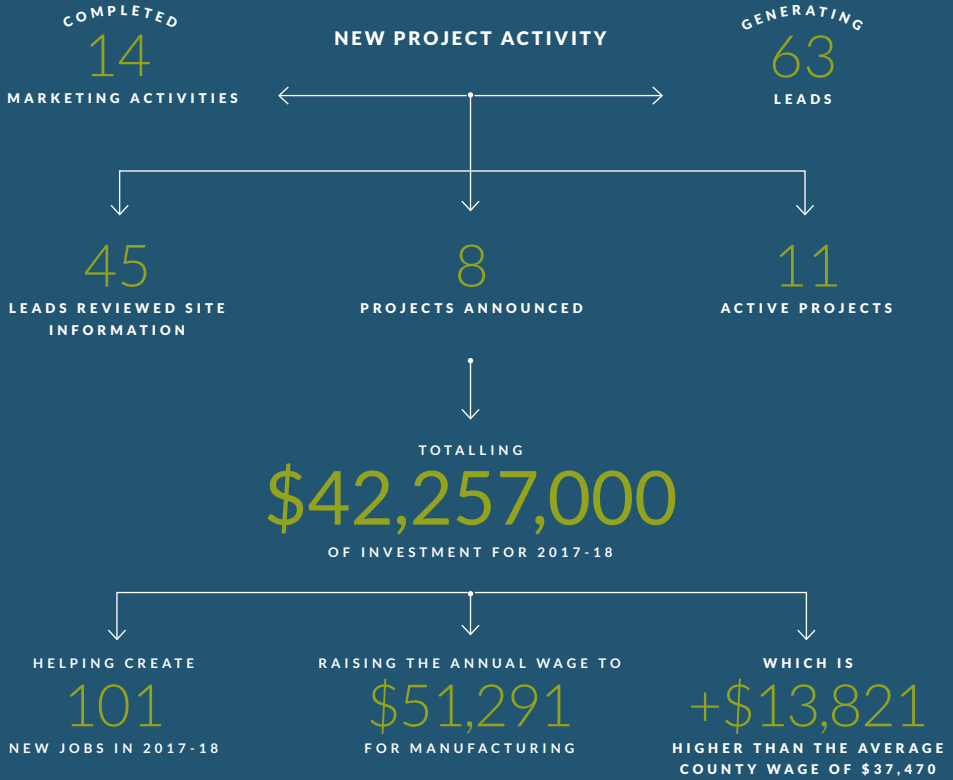 NEW PROJECT ACTIVITY
COMPLETED
14
MARKETING ACTIVITIES
GENERATING
63
LEADS
45
LEADS REVIEWED SITE
INFORMATION
8
PROJECTS ANNOUNCED
11
ACTIVE PROJECTS
TOTALLING
$42,257,000
OF INVESTMENT FOR 2017-18
HELPING CREATE
101
NEW JOBS IN 2017-18
RAISING THE ANNUAL WAGE TO
$51,291
FOR MANUFACTURING
WHICH IS
+$13,821
HIGHER THAN THE AVERAGE
COUNTY WAGE OF $37,470